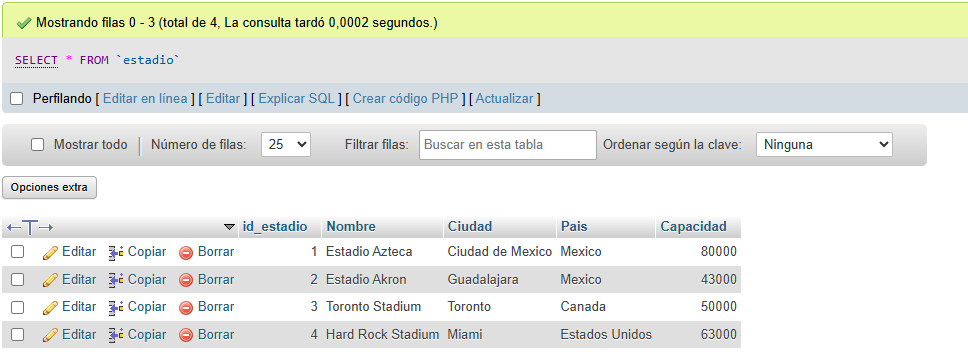 Mostrando filas 0 - 3 (total de 4, La consulta tardó 0,0002 segundos.)
SELECT * FROM `estadio`
Perfilando [ Editar en línea ] [ Editar ] [ Explicar SQL ] [ Crear código PHP ] [ Actualizar ]
Mostrar todo Número de filas: 25 Filtrar filas: Buscar en esta tabla Ordenar según la clave: Ninguna
Opciones extra
id_estadio Nombre Ciudad Pais Capacidad
Editar Copiar Borrar 1 Estadio Azteca Ciudad de Mexico Mexico 80000
Editar Copiar Borrar 2 Estadio Akron Guadalajara Mexico 43000
Editar Copiar Borrar 3 Toronto Stadium Toronto Canada 50000
Editar Copiar Borrar 4 Hard Rock Stadium Miami Estados Unidos 63000